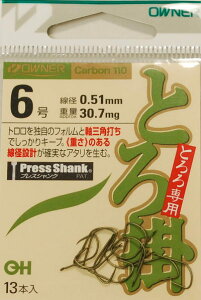 OWNER
OWNER
Carbon 110
6号
線径 0.51mm
重量 30.7mg
トロロを独自のフォルムと軸三角打ち
でしっかりキープ。〈重さ〉のある
線径設計が確実なアタリを生む。
Press Shank
プレスシャンク
PAT.
とろ掛
とろろ専用
OH
13本入